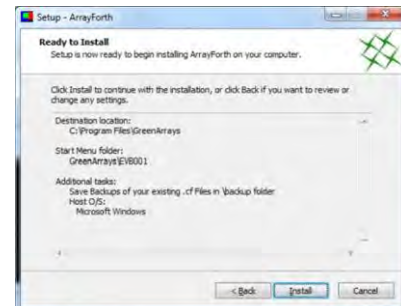 Setup - ArrayForth
Ready to Install
Setup is now ready to begin installing ArrayForth on your computer.
Click Install to continue with the installation, or click Back if you want to review or
change any settings.
Destination location:
C:\Program Files\GreenArrays
Start Menu folder:
GreenArrays\EVB001
Additional tasks:
Save Backups of your existing .cf Files in \backup folder
Host O/S:
Microsoft Windows
< Back
Install
Cancel